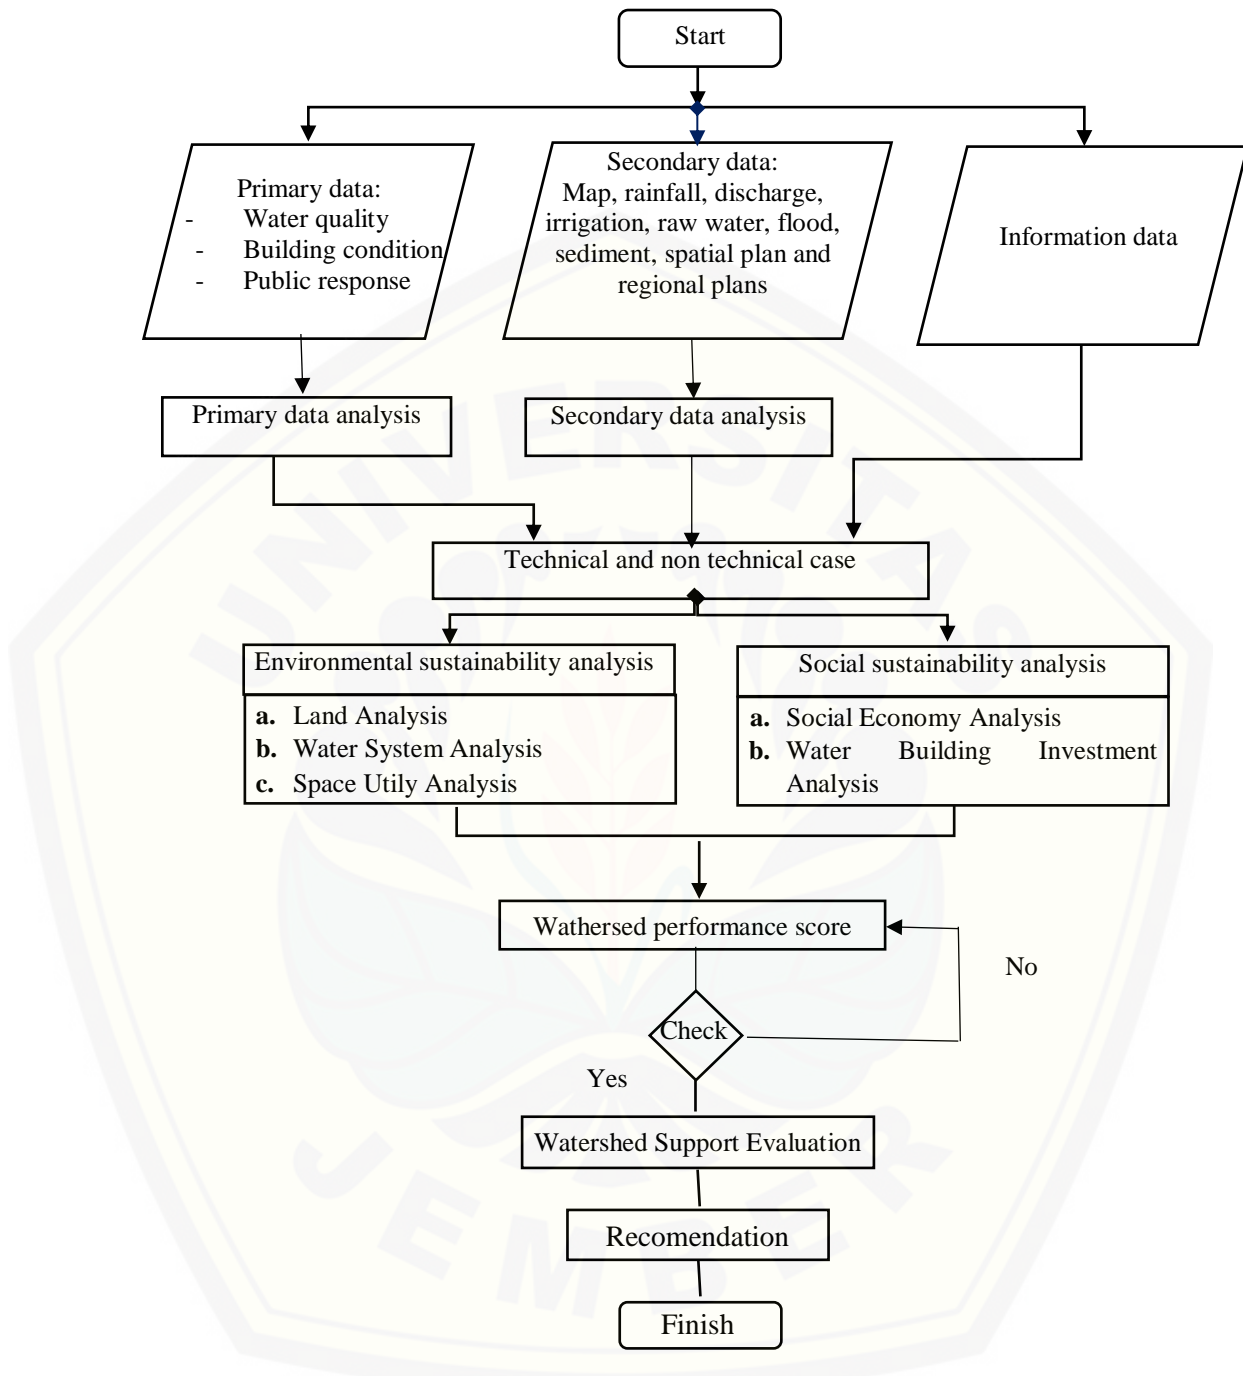 Start
Primary data:
- Water quality
- Building condition
- Public response
Secondary data:
Map, rainfall, discharge,
irrigation, raw water, flood,
sediment, spatial plan and
regional plans
Information data
Primary data analysis
Secondary data analysis
Technical and non technical case
Environmental sustainability analysis
a. Land Analysis
b. Water System Analysis
c. Space Utily Analysis
Social sustainability analysis
a. Social Economy Analysis
b. Water Building Investment
Analysis
Wathersed performance score
No
Check
Yes
Watershed Support Evaluation
Recomendation
Finish
UNIVERSITAS
JEMBER